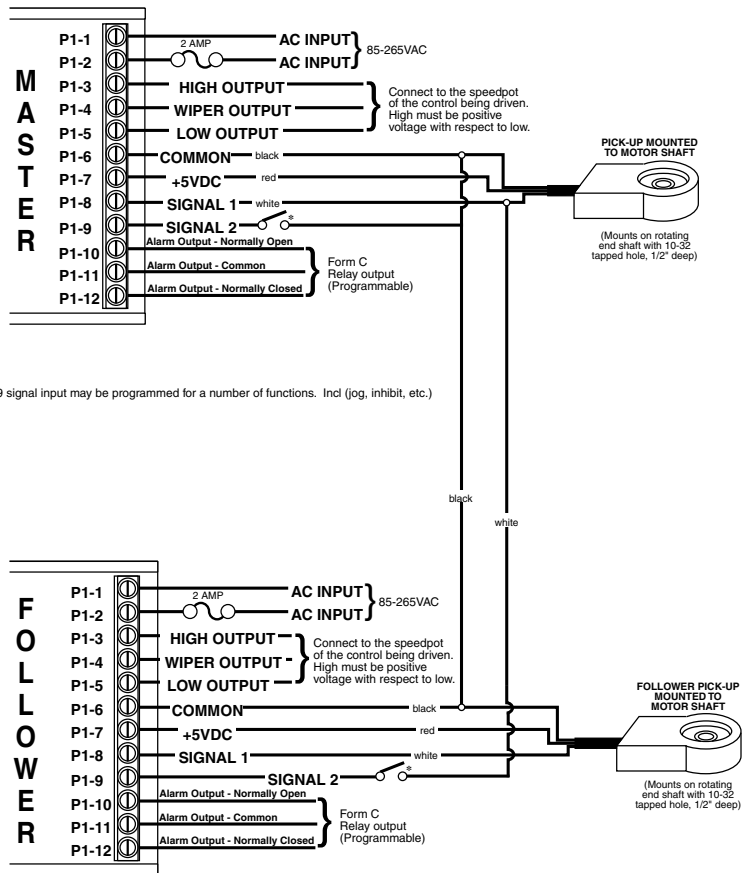 MASTER
P1-1 AC INPUT
P1-2 2 AMP AC INPUT
85-265VAC
P1-3 HIGH OUTPUT
P1-4 WIPER OUTPUT
P1-5 LOW OUTPUT
Connect to the speedpot
of the control being driven.
High must be positive
voltage with respect to low.
P1-6 COMMON black
P1-7 +5VDC red
P1-8 SIGNAL 1 white
P1-9 SIGNAL 2 *
P1-10 Alarm Output - Normally Open
P1-11 Alarm Output - Common
P1-12 Alarm Output - Normally Closed
Form C
Relay output
(Programmable)
PICK-UP MOUNTED
TO MOTOR SHAFT
(Mounts on rotating
end shaft with 10-32
tapped hole, 1/2" deep)
9 signal input may be programmed for a number of functions. Incl (jog, inhibit, etc.)
black
white
FOLLOWER
P1-1 AC INPUT
P1-2 2 AMP AC INPUT
85-265VAC
P1-3 HIGH OUTPUT
P1-4 WIPER OUTPUT
P1-5 LOW OUTPUT
Connect to the speedpot
of the control being driven.
High must be positive
voltage with respect to low.
P1-6 COMMON black
P1-7 +5VDC red
P1-8 SIGNAL 1 white
P1-9 SIGNAL 2 *
P1-10 Alarm Output - Normally Open
P1-11 Alarm Output - Common
P1-12 Alarm Output - Normally Closed
Form C
Relay output
(Programmable)
FOLLOWER PICK-UP
MOUNTED TO
MOTOR SHAFT
(Mounts on rotating
end shaft with 10-32
tapped hole, 1/2" deep)